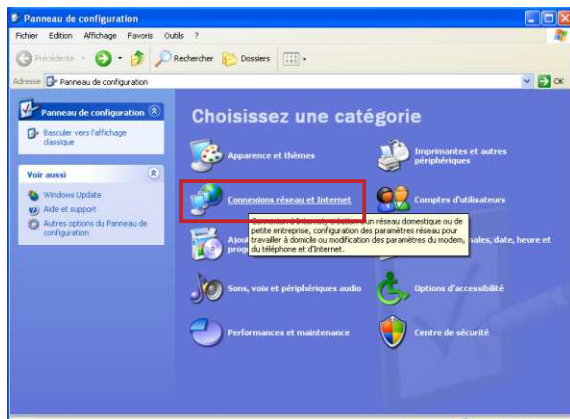 Panneau de configuration
Fichier Edition Affichage Favoris Outils ?
Précédente Rechercher Dossiers
Adresse Panneau de configuration OK
Panneau de configuration
Basculer vers l'affichage
classique
Voir aussi
Windows Update
Aide et support
Autres options du Panneau de
configuration
Choisissez une catégorie
Apparence et thèmes
Imprimantes et autres
périphériques
Connexions réseau et Internet
Comptes d'utilisateurs
Connexion à Internet, création d'un réseau domestique ou de
petite entreprise, configuration des paramètres réseau pour
travailler à domicile ou modification des paramètres du modem,
du téléphone et d'Internet.
date, heure et
Sons, voix et périphériques audio
Options d'accessibilité
Performances et maintenance
Centre de sécurité